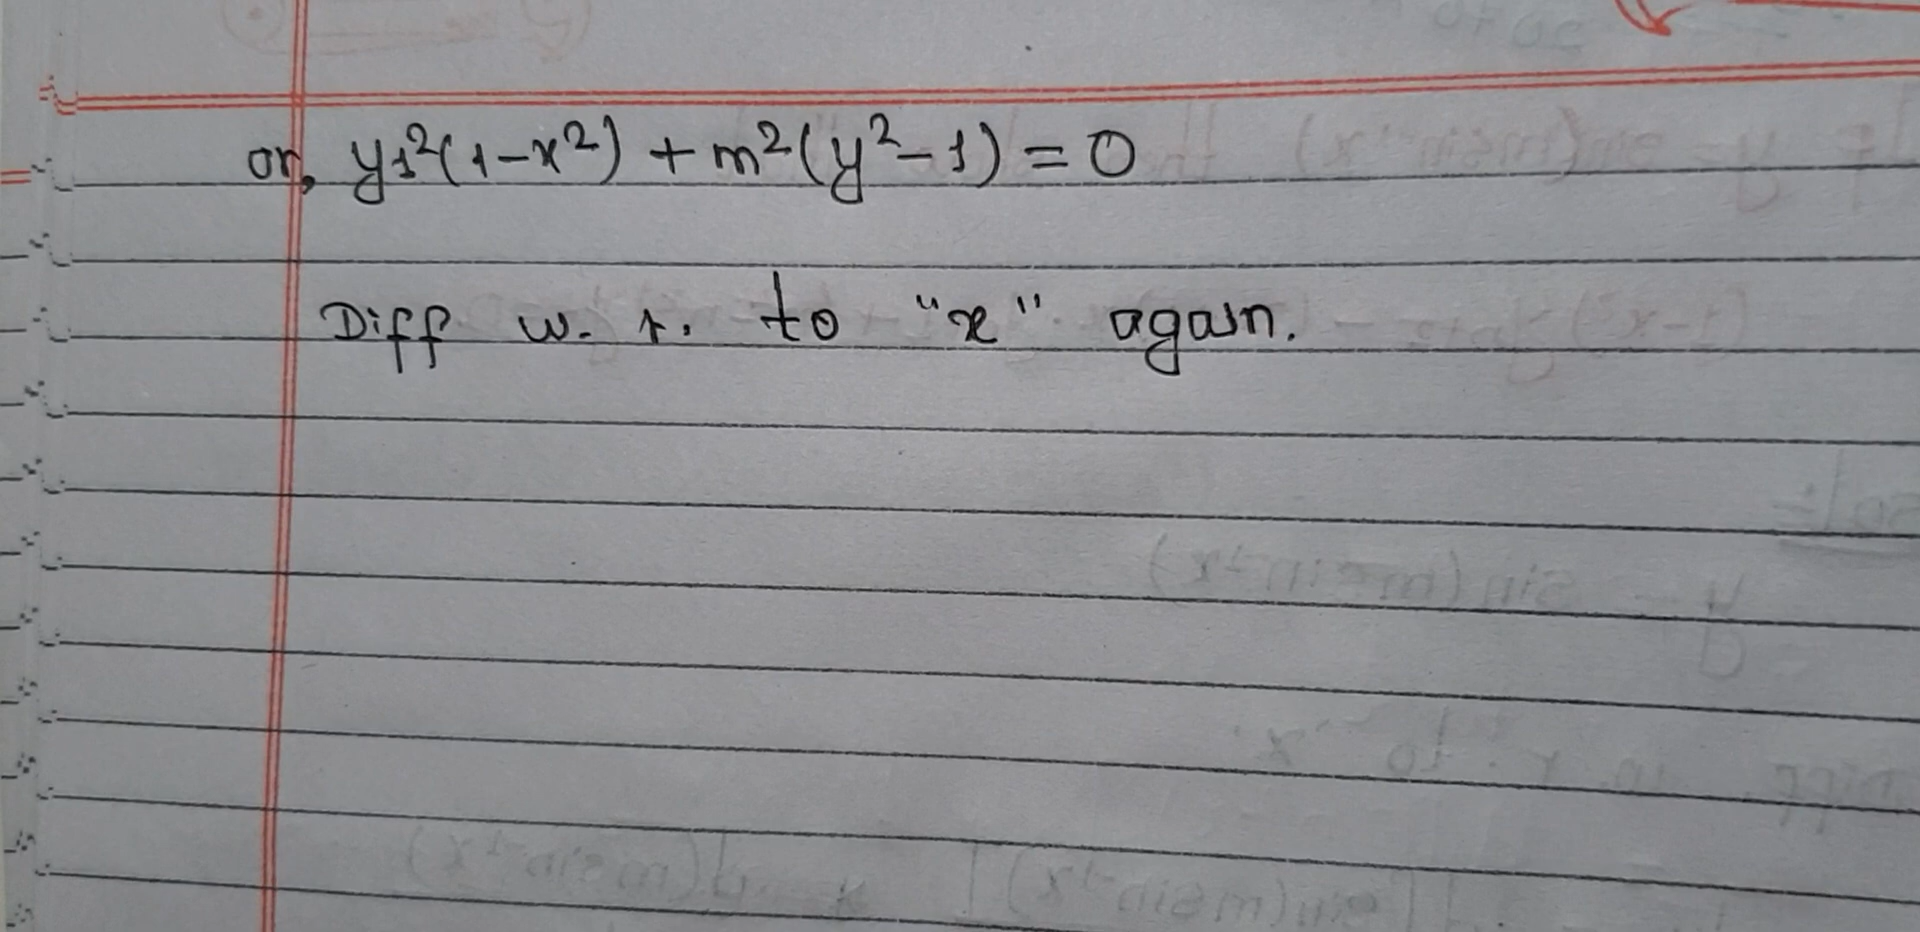 or, y₁²(1-x²) + m²(y²-1) = 0
Diff w. r. to "x" again.